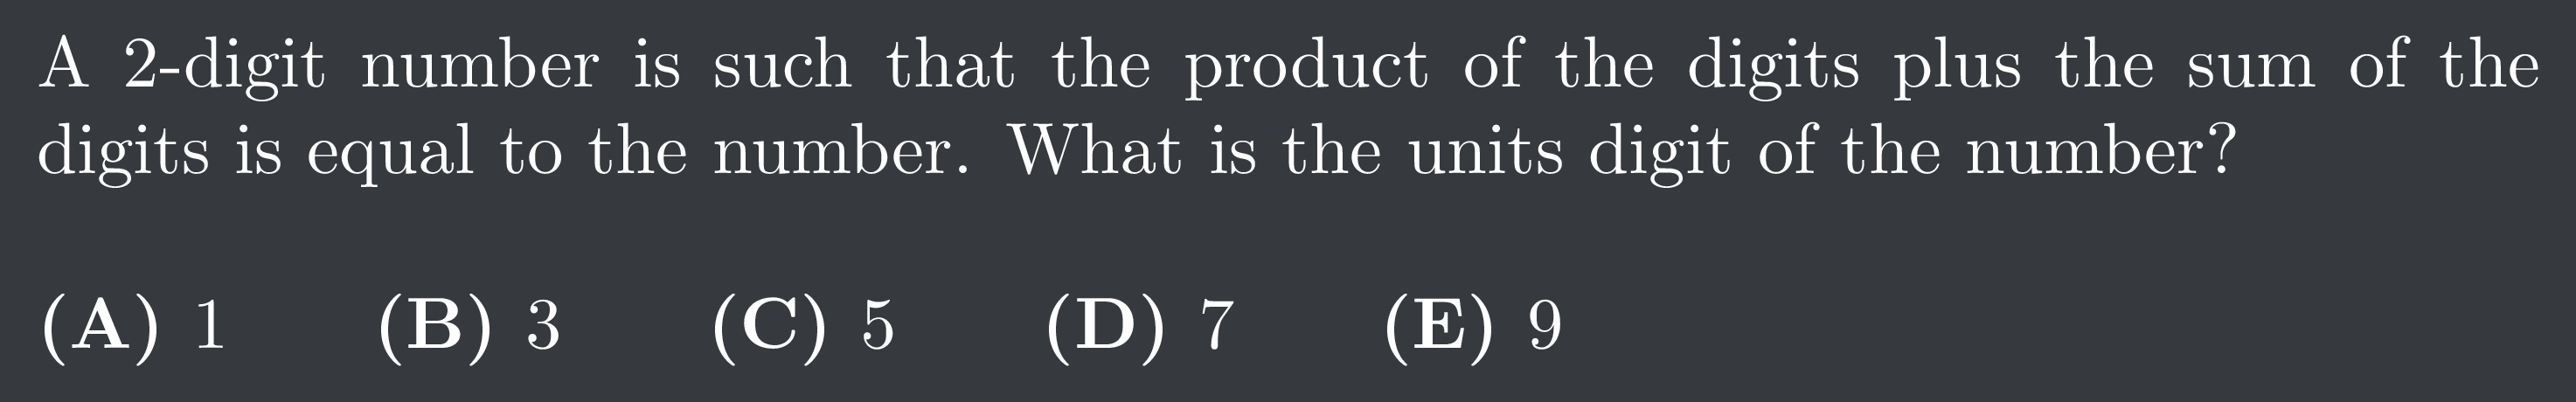 A 2-digit number is such that the product of the digits plus the sum of the
digits is equal to the number. What is the units digit of the number?
(A) 1 (B) 3 (C) 5 (D) 7 (E) 9